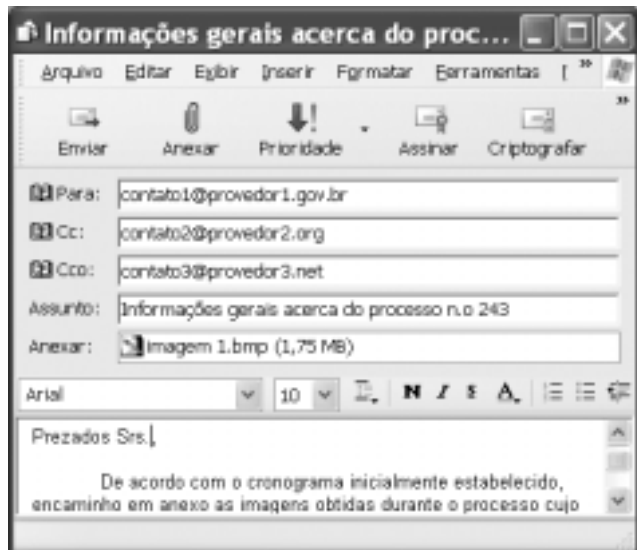 Informações gerais acerca do proc...
Arquivo Editar Exibir Inserir Formatar Ferramentas
Enviar Anexar Prioridade Assinar Criptografar
Para: contato1@provedor1.gov.br
Cc: contato2@provedor2.org
Cco: contato3@provedor3.net
Assunto: Informações gerais acerca do processo n.o 243
Anexar: imagem 1.bmp (1,75 MB)
Arial 10 N I S A
Prezados Srs.,
De acordo com o cronograma inicialmente estabelecido,
encaminho em anexo as imagens obtidas durante o processo cujo